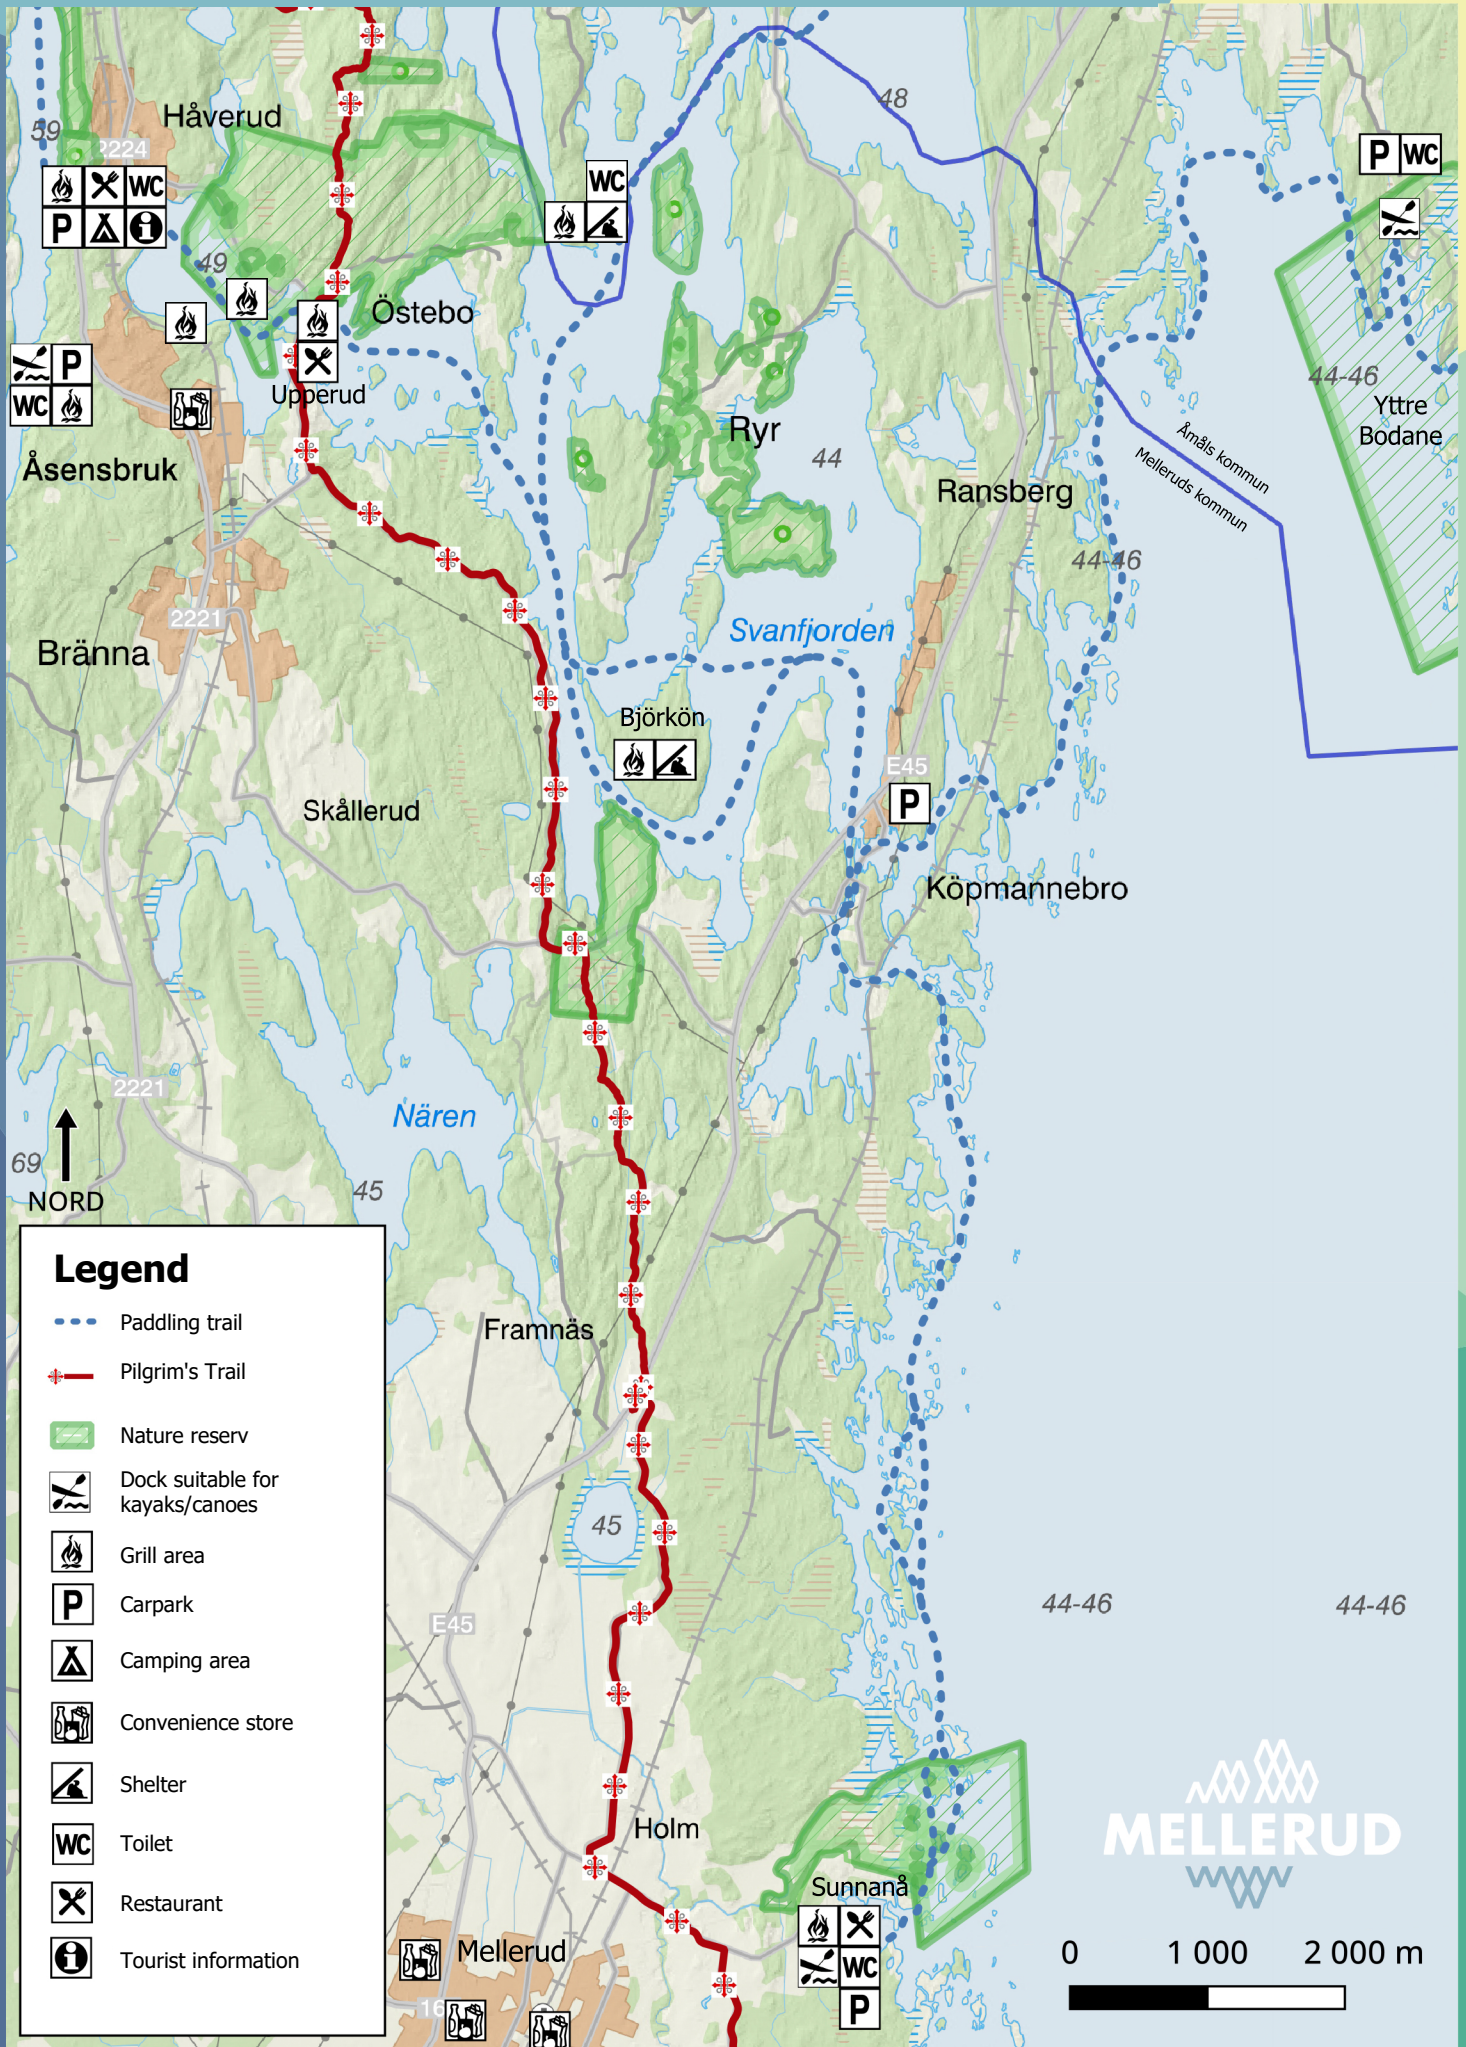 48
Håverud
59
2224
WC
P
WC
WC
P
49
Östebo
P
WC
Upperud
44-46
Yttre
Bodane
Ryr
44
Åmåls kommun
Melleruds kommun
Åsensbruk
Ransberg
44-46
2221
Svanfjorden
Bränna
Björkön
E45
P
Skållerud
Köpmannebro
2221
Nären
69
45
NORD
Legend
Paddling trail
Pilgrim's Trail
Nature reserv
Dock suitable for
kayaks/canoes
Grill area
P
Carpark
Camping area
Convenience store
Shelter
WC
Toilet
Restaurant
Tourist information
Framnäs
45
E45
44-46
44-46
Holm
MELLERUD
Sunnanå
WC
P
Mellerud
16
0
1 000
2 000 m